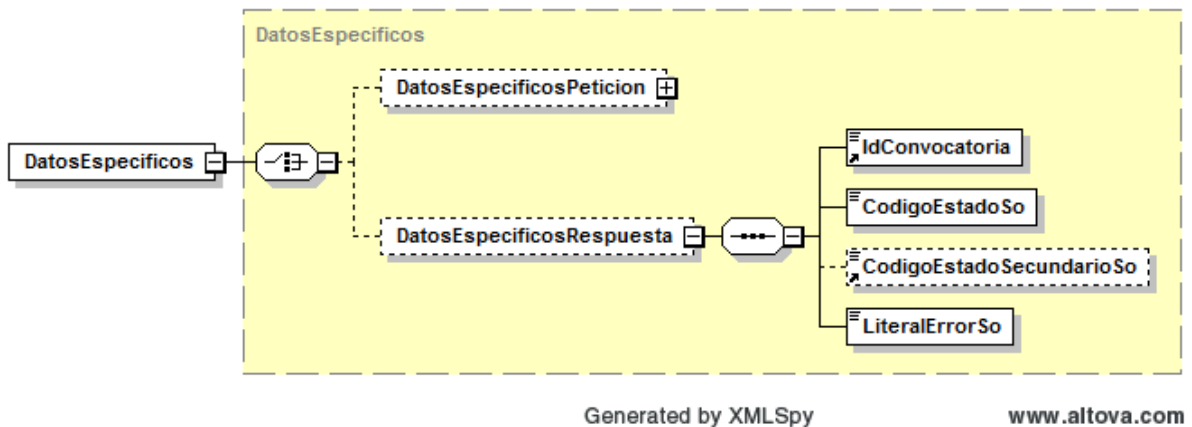 DatosEspecificos
DatosEspecificosPeticion
DatosEspecificos
IdConvocatoria
CodigoEstadoSo
DatosEspecificosRespuesta
CodigoEstadoSecundarioSo
LiteralErrorSo
Generated by XMLSpy
www.altova.com